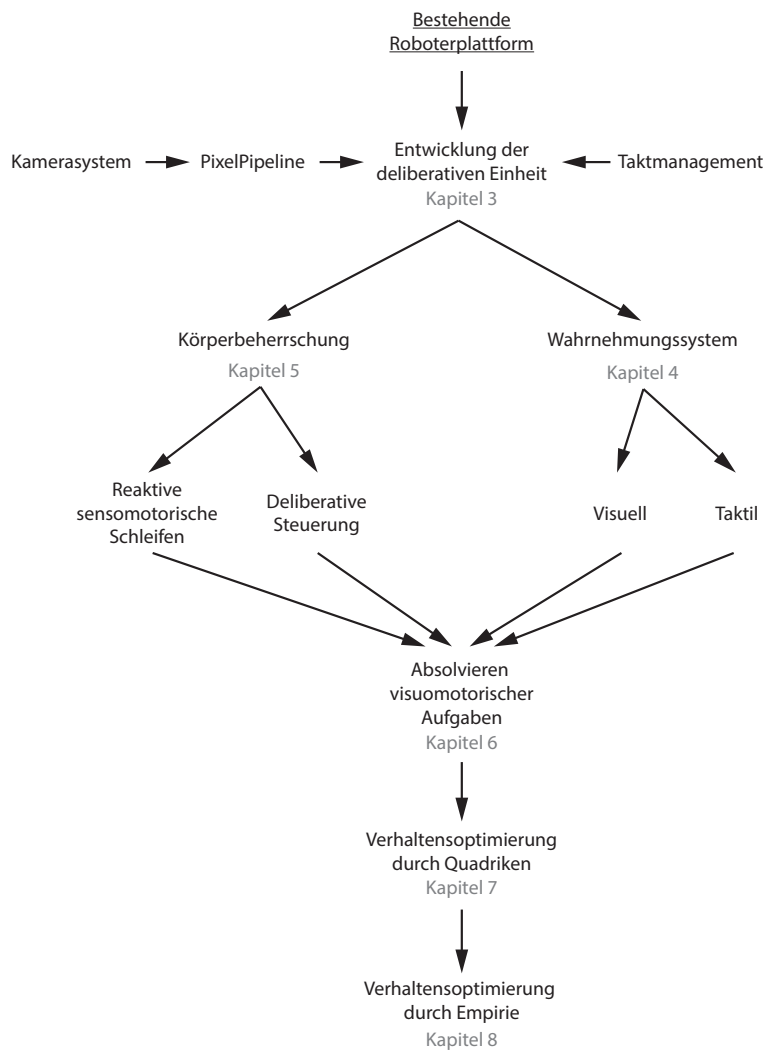 Bestehende
Roboterplattform
Kamerasystem
PixelPipeline
Entwicklung der
deliberativen Einheit
Kapitel 3
Taktmanagement
Körperbeherrschung
Kapitel 5
Wahrnehmungssystem
Kapitel 4
Reaktive
sensomotorische
Schleifen
Deliberative
Steuerung
Visuell
Taktil
Absolvieren
visuomotorischer
Aufgaben
Kapitel 6
Verhaltensoptimierung
durch Quadriken
Kapitel 7
Verhaltensoptimierung
durch Empirie
Kapitel 8